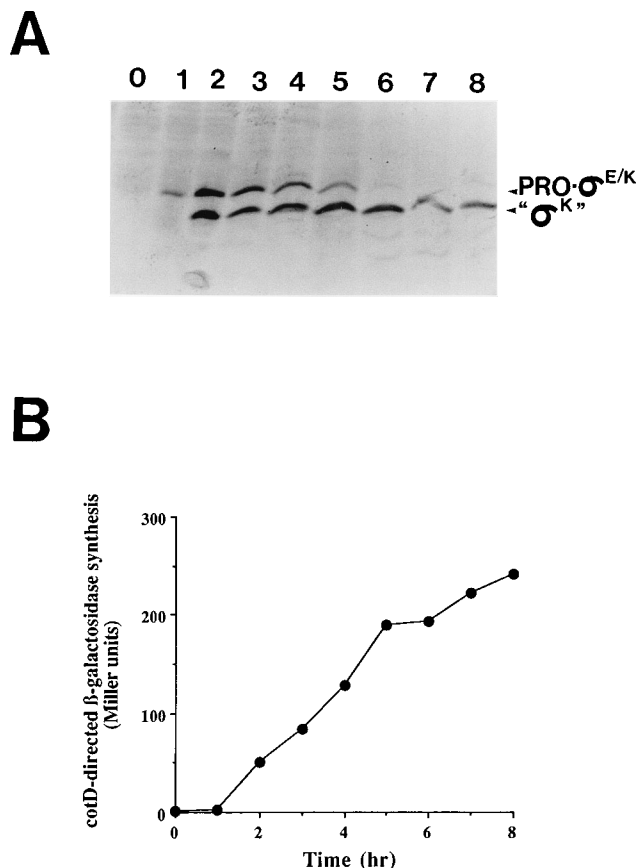 A
0 1 2 3 4 5 6 7 8
PRO-σE/K
"σK"
B
cotD-directed ß-galactosidase synthesis
(Miller units)
300
200
100
0
0 2 4 6 8
Time (hr)